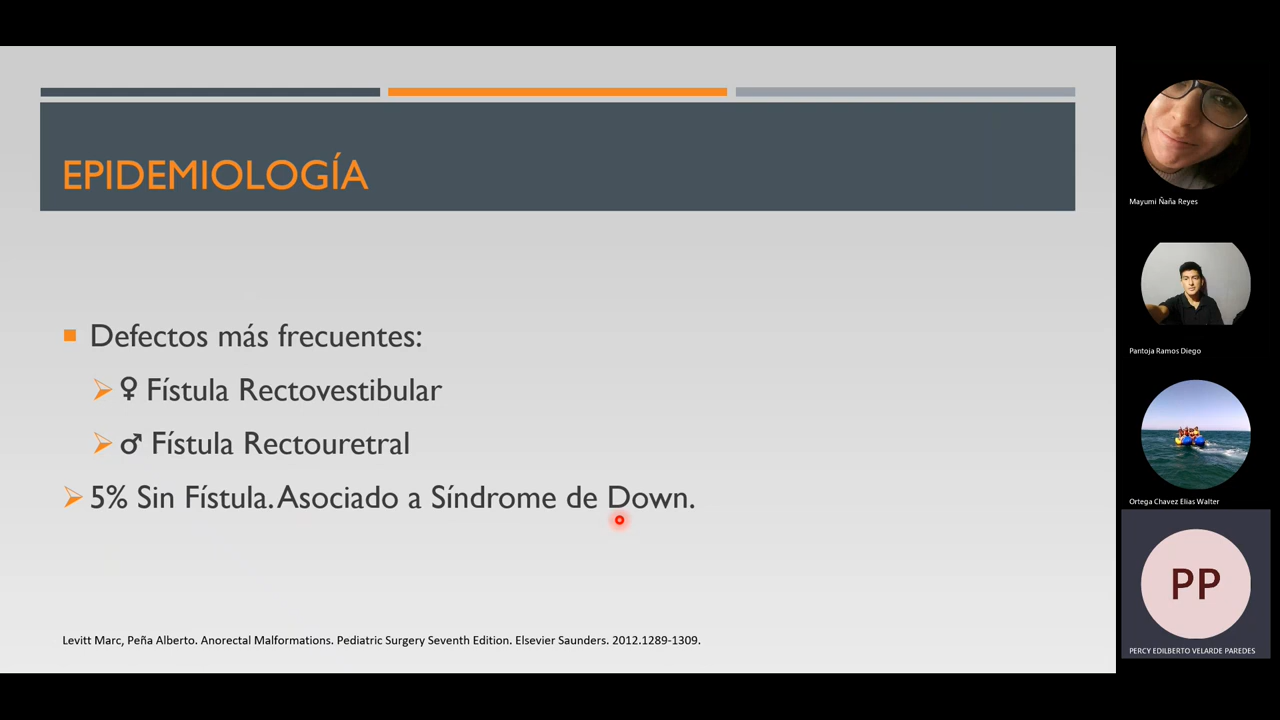 EPIDEMIOLOGÍA
Defectos más frecuentes:
♀ Fístula Rectovestibular
♂ Fístula Rectouretral
5% Sin Fístula. Asociado a Síndrome de Down.
Levitt Marc, Peña Alberto. Anorectal Malformations. Pediatric Surgery Seventh Edition. Elsevier Saunders. 2012.1289-1309.
Mayumi Ñaña Reyes
Pantoja Ramos Diego
Ortega Chavez Elias Walter
PP
PERCY EDILBERTO VELARDE PAREDES